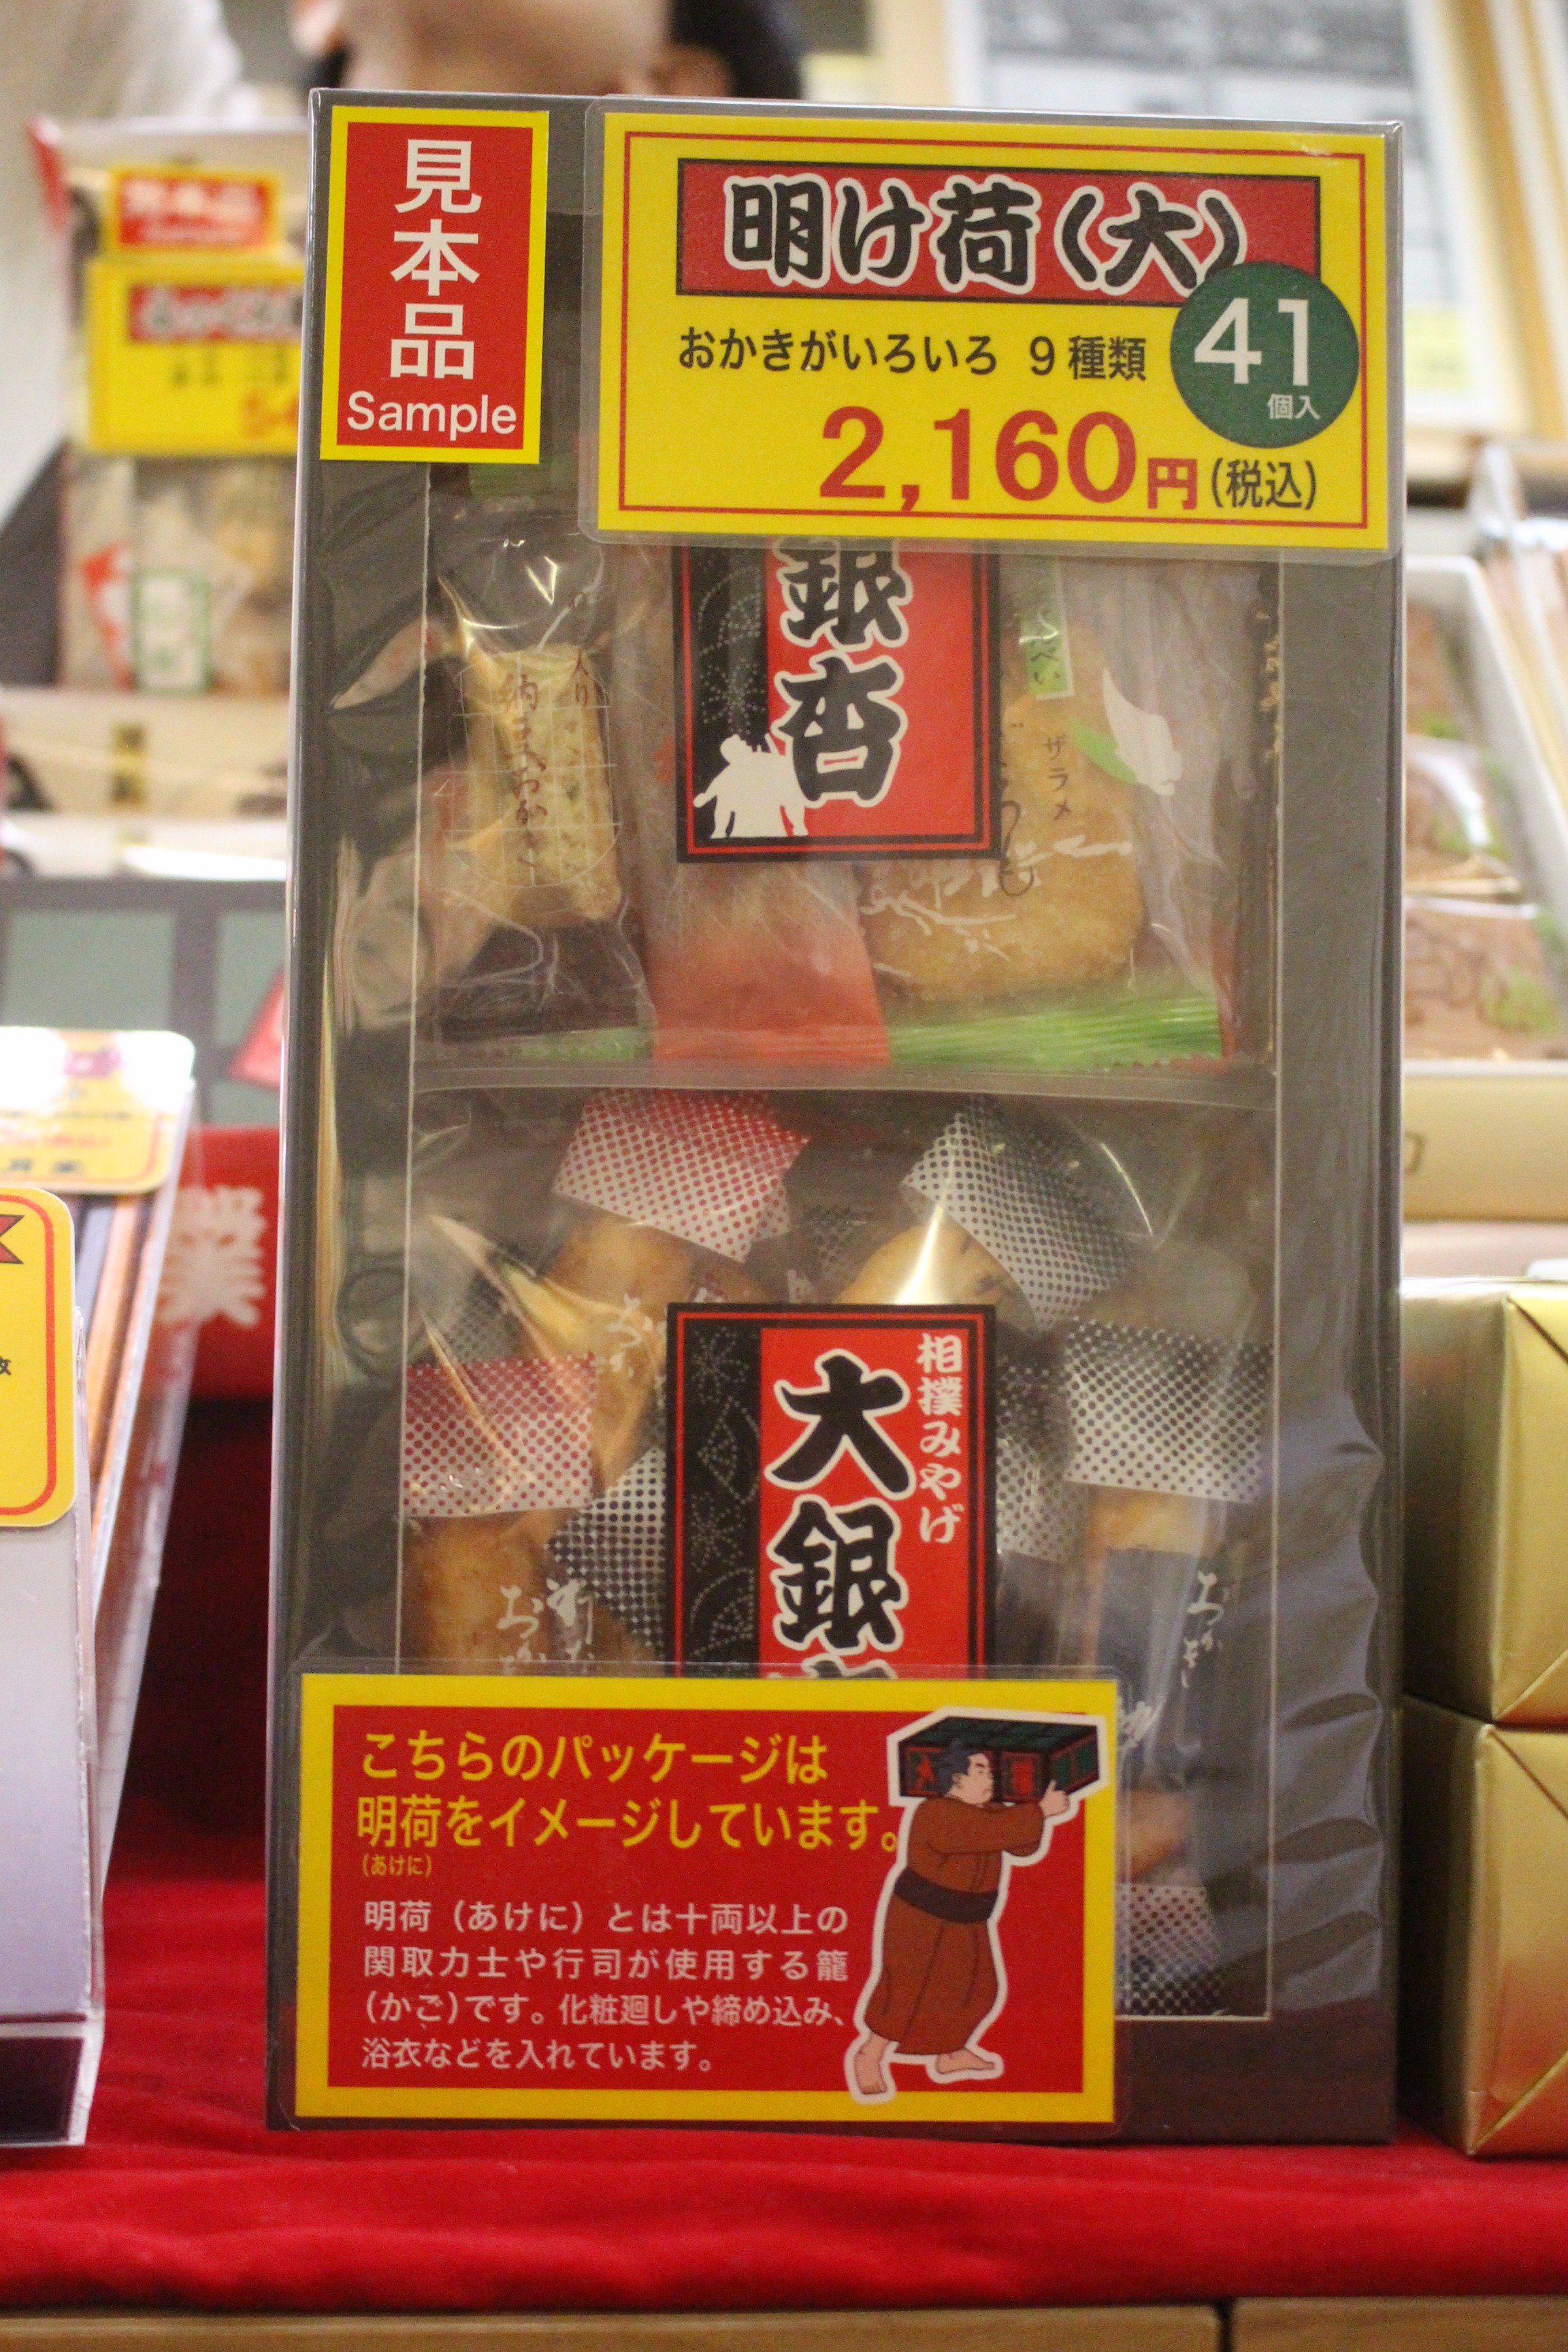 見本品
Sample
明け荷(大)
41
個入
おかきがいろいろ 9種類
2,160円(税込)
見本品
銀杏
ザラメ
相撲みやげ
大銀
おかき
こちらのパッケージは
明荷をイメージしています。
(あけに)
明荷(あけに)とは十両以上の
関取力士や行司が使用する籠
(かご)です。化粧廻しや締め込み、
浴衣などを入れています。